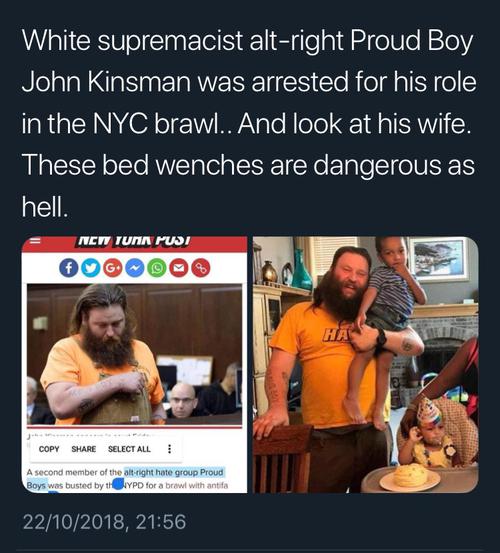 White supremacist alt-right Proud Boy
John Kinsman was arrested for his role
in the NYC brawl.. And look at his wife.
These bed wenches are dangerous as
hell.
NEW YORK POST
HA
COPY SHARE SELECT ALL
A second member of the alt-right hate group Proud
Boys was busted by the NYPD for a brawl with antifa
22/10/2018, 21:56